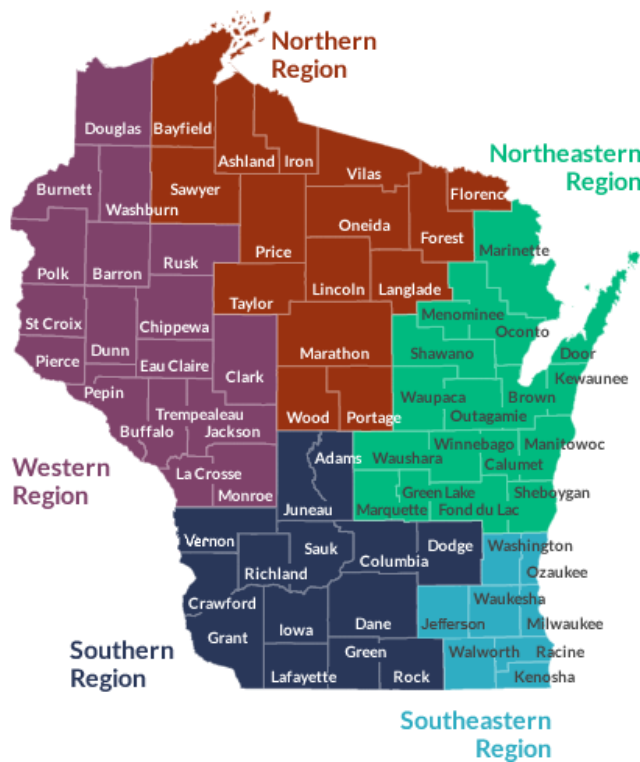 Northern
Region
Douglas
Bayfield
Ashland
Iron
Vilas
Northeastern
Region
Burnett
Washburn
Sawyer
Florence
Oneida
Forest
Marinette
Polk
Barron
Rusk
Price
Taylor
Lincoln
Langlade
Menominee
Oconto
St Croix
Chippewa
Pierce
Dunn
Eau Claire
Clark
Marathon
Shawano
Door
Kewaunee
Pepin
Trempealeau
Buffalo
Jackson
Wood
Portage
Waupaca
Brown
Outagamie
Western
Region
La Crosse
Monroe
Adams
Juneau
Waushara
Winnebago
Manitowoc
Calumet
Green Lake
Sheboygan
Marquette
Fond du Lac
Vernon
Sauk
Richland
Columbia
Dodge
Washington
Ozaukee
Crawford
Grant
Iowa
Dane
Jefferson
Waukesha
Milwaukee
Southern
Region
Green
Lafayette
Rock
Walworth
Racine
Kenosha
Southeastern
Region